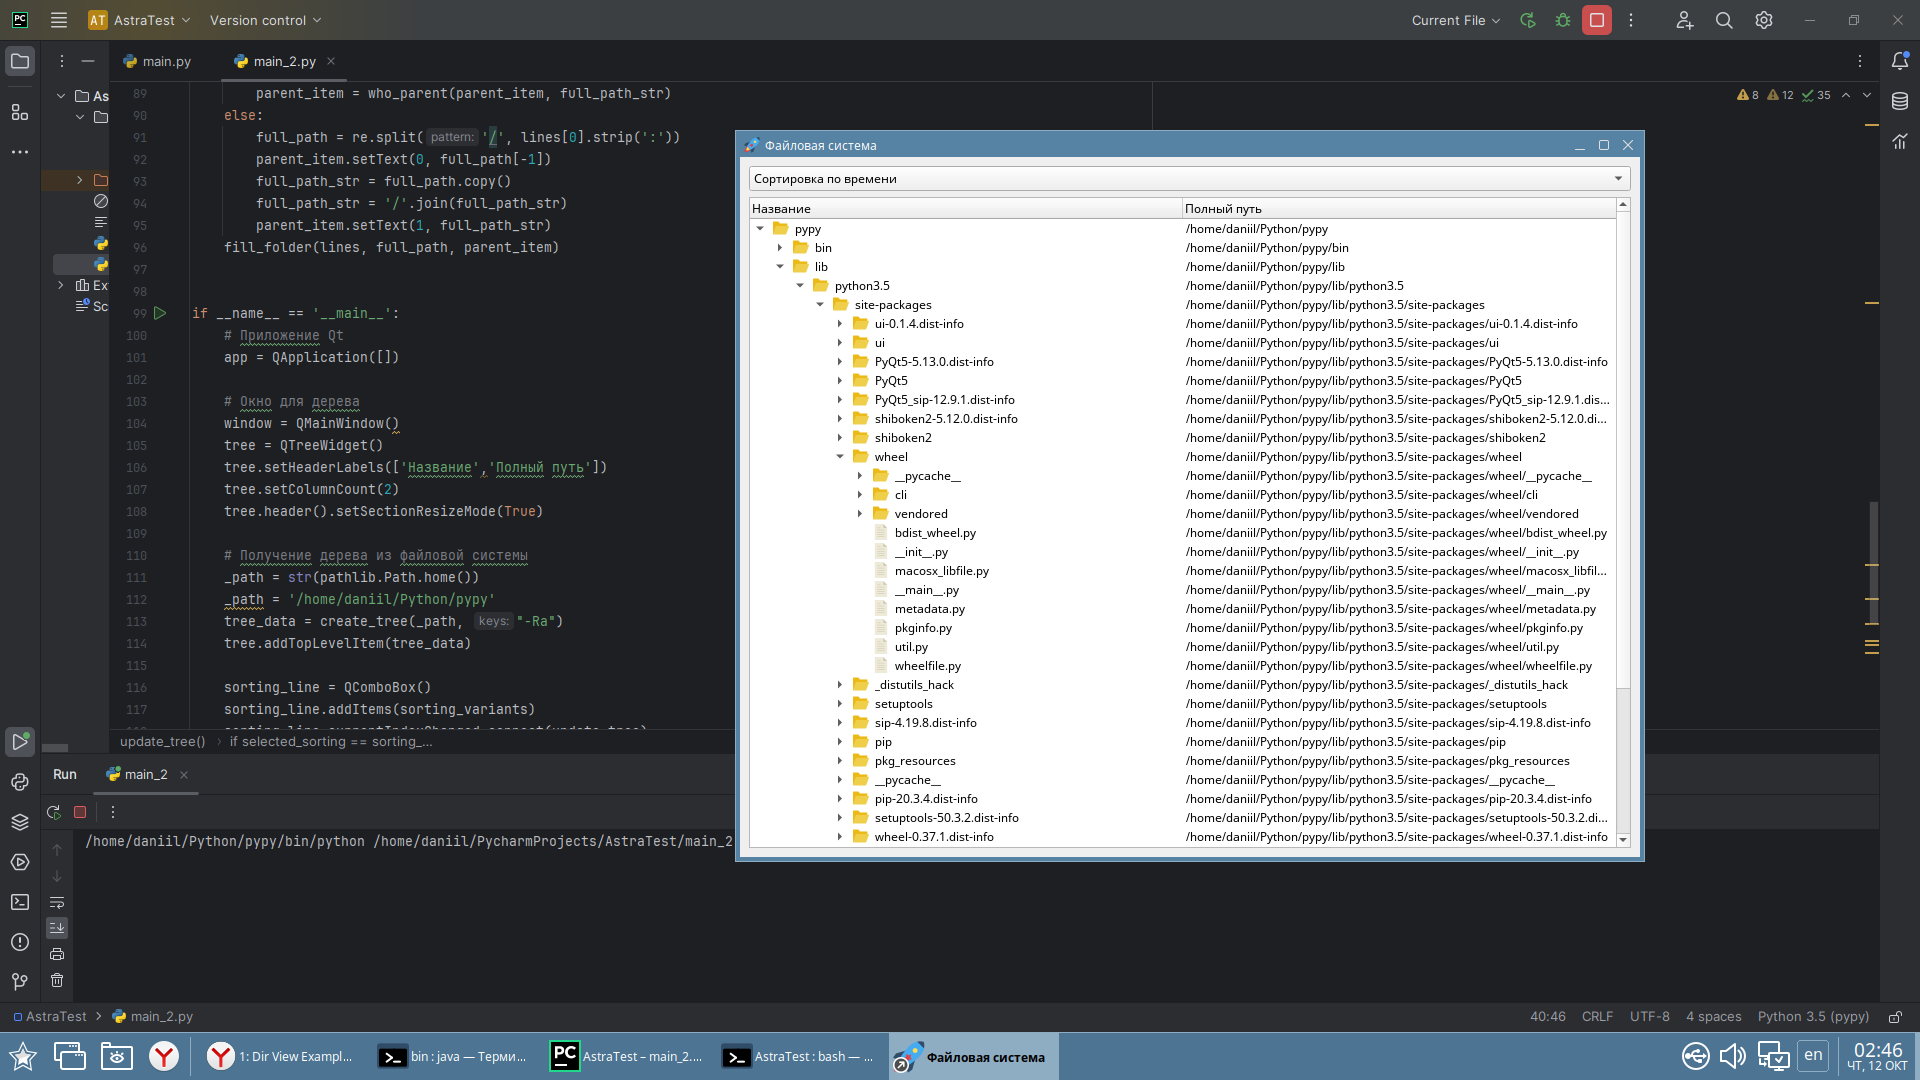 AT AstraTest Version control Current File
main.py main_2.py
8 12 35
As
Ex
Sc
89 parent_item = who_parent(parent_item, full_path_str)
90 else:
91 full_path = re.split( pattern: '/', lines[0].strip(':'))
92 parent_item.setText(0, full_path[-1])
93 full_path_str = full_path.copy()
94 full_path_str = '/'.join(full_path_str)
95 parent_item.setText(1, full_path_str)
96 fill_folder(lines, full_path, parent_item)
97
98
99 if __name__ == '__main__':
100 # Приложение Qt
101 app = QApplication([])
102
103 # Окно для дерева
104 window = QMainWindow()
105 tree = QTreeWidget()
106 tree.setHeaderLabels(['Название','Полный путь'])
107 tree.setColumnCount(2)
108 tree.header().setSectionResizeMode(True)
109
110 # Получение дерева из файловой системы
111 _path = str(pathlib.Path.home())
112 _path = '/home/daniil/Python/pypy'
113 tree_data = create_tree(_path, keys: "-Ra")
114 tree.addTopLevelItem(tree_data)
115
116 sorting_line = QComboBox()
117 sorting_line.addItems(sorting_variants)
update_tree() › if selected_sorting == sorting_...
Файловая система
Сортировка по времени
Название Полный путь
pypy /home/daniil/Python/pypy
bin /home/daniil/Python/pypy/bin
lib /home/daniil/Python/pypy/lib
python3.5 /home/daniil/Python/pypy/lib/python3.5
site-packages /home/daniil/Python/pypy/lib/python3.5/site-packages
ui-0.1.4.dist-info /home/daniil/Python/pypy/lib/python3.5/site-packages/ui-0.1.4.dist-info
ui /home/daniil/Python/pypy/lib/python3.5/site-packages/ui
PyQt5-5.13.0.dist-info /home/daniil/Python/pypy/lib/python3.5/site-packages/PyQt5-5.13.0.dist-info
PyQt5 /home/daniil/Python/pypy/lib/python3.5/site-packages/PyQt5
PyQt5_sip-12.9.1.dist-info /home/daniil/Python/pypy/lib/python3.5/site-packages/PyQt5_sip-12.9.1.dis...
shiboken2-5.12.0.dist-info /home/daniil/Python/pypy/lib/python3.5/site-packages/shiboken2-5.12.0.di...
shiboken2 /home/daniil/Python/pypy/lib/python3.5/site-packages/shiboken2
wheel /home/daniil/Python/pypy/lib/python3.5/site-packages/wheel
__pycache__ /home/daniil/Python/pypy/lib/python3.5/site-packages/wheel/__pycache__
cli /home/daniil/Python/pypy/lib/python3.5/site-packages/wheel/cli
vendored /home/daniil/Python/pypy/lib/python3.5/site-packages/wheel/vendored
bdist_wheel.py /home/daniil/Python/pypy/lib/python3.5/site-packages/wheel/bdist_wheel.py
__init__.py /home/daniil/Python/pypy/lib/python3.5/site-packages/wheel/__init__.py
macosx_libfile.py /home/daniil/Python/pypy/lib/python3.5/site-packages/wheel/macosx_libfil...
__main__.py /home/daniil/Python/pypy/lib/python3.5/site-packages/wheel/__main__.py
metadata.py /home/daniil/Python/pypy/lib/python3.5/site-packages/wheel/metadata.py
pkginfo.py /home/daniil/Python/pypy/lib/python3.5/site-packages/wheel/pkginfo.py
util.py /home/daniil/Python/pypy/lib/python3.5/site-packages/wheel/util.py
wheelfile.py /home/daniil/Python/pypy/lib/python3.5/site-packages/wheel/wheelfile.py
_distutils_hack /home/daniil/Python/pypy/lib/python3.5/site-packages/_distutils_hack
setuptools /home/daniil/Python/pypy/lib/python3.5/site-packages/setuptools
sip-4.19.8.dist-info /home/daniil/Python/pypy/lib/python3.5/site-packages/sip-4.19.8.dist-info
pip /home/daniil/Python/pypy/lib/python3.5/site-packages/pip
pkg_resources /home/daniil/Python/pypy/lib/python3.5/site-packages/pkg_resources
__pycache__ /home/daniil/Python/pypy/lib/python3.5/site-packages/__pycache__
pip-20.3.4.dist-info /home/daniil/Python/pypy/lib/python3.5/site-packages/pip-20.3.4.dist-info
setuptools-50.3.2.dist-info /home/daniil/Python/pypy/lib/python3.5/site-packages/setuptools-50.3.2.di...
wheel-0.37.1.dist-info /home/daniil/Python/pypy/lib/python3.5/site-packages/wheel-0.37.1.dist-info
Run main_2
/home/daniil/Python/pypy/bin/python /home/daniil/PycharmProjects/AstraTest/main_2
AstraTest › main_2.py 40:46 CRLF UTF-8 4 spaces Python 3.5 (pypy)
1: Dir View Exampl... bin : java — Терми... PC AstraTest – main_2.... AstraTest : bash — ... Файловая система en 02:46
ЧТ, 12 ОКТ